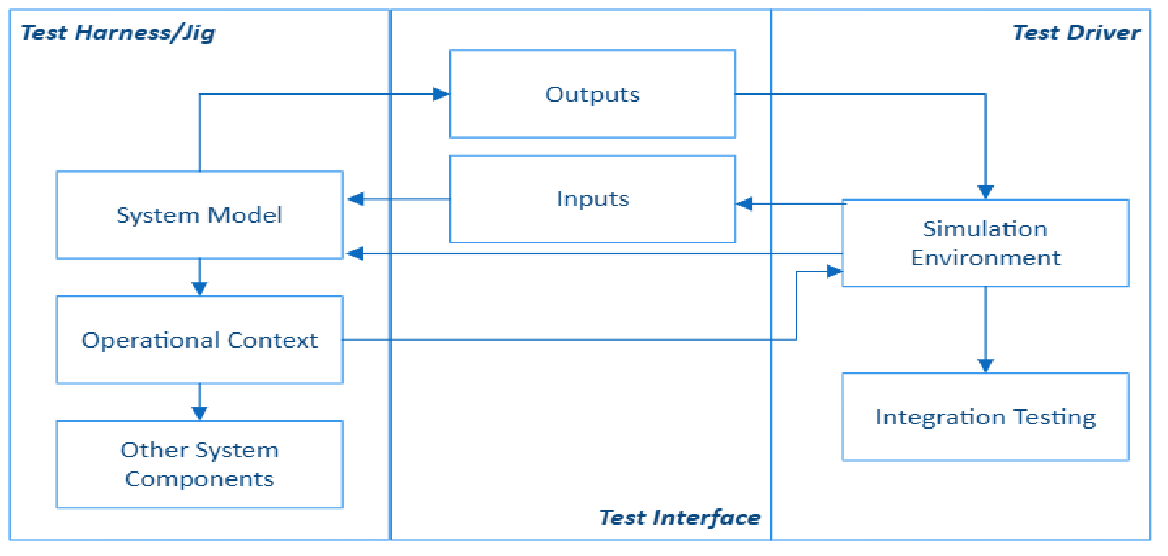 Test Harness/Jig
Test Driver
Outputs
Inputs
System Model
Simulation
Environment
Operational Context
Integration Testing
Other System
Components
Test Interface